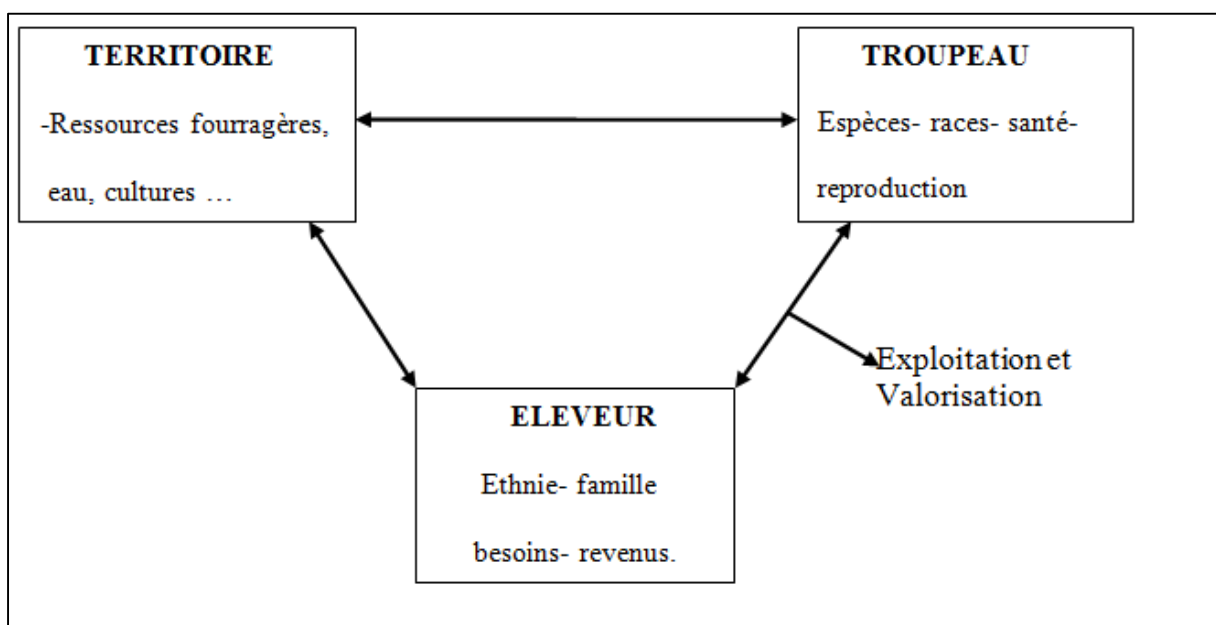 TERRITOIRE
-Ressources fourragères,
eau, cultures ...
TROUPEAU
Espèces- races- santé-
reproduction
Exploitation et
Valorisation
ELEVEUR
Ethnie- famille
besoins- revenus.